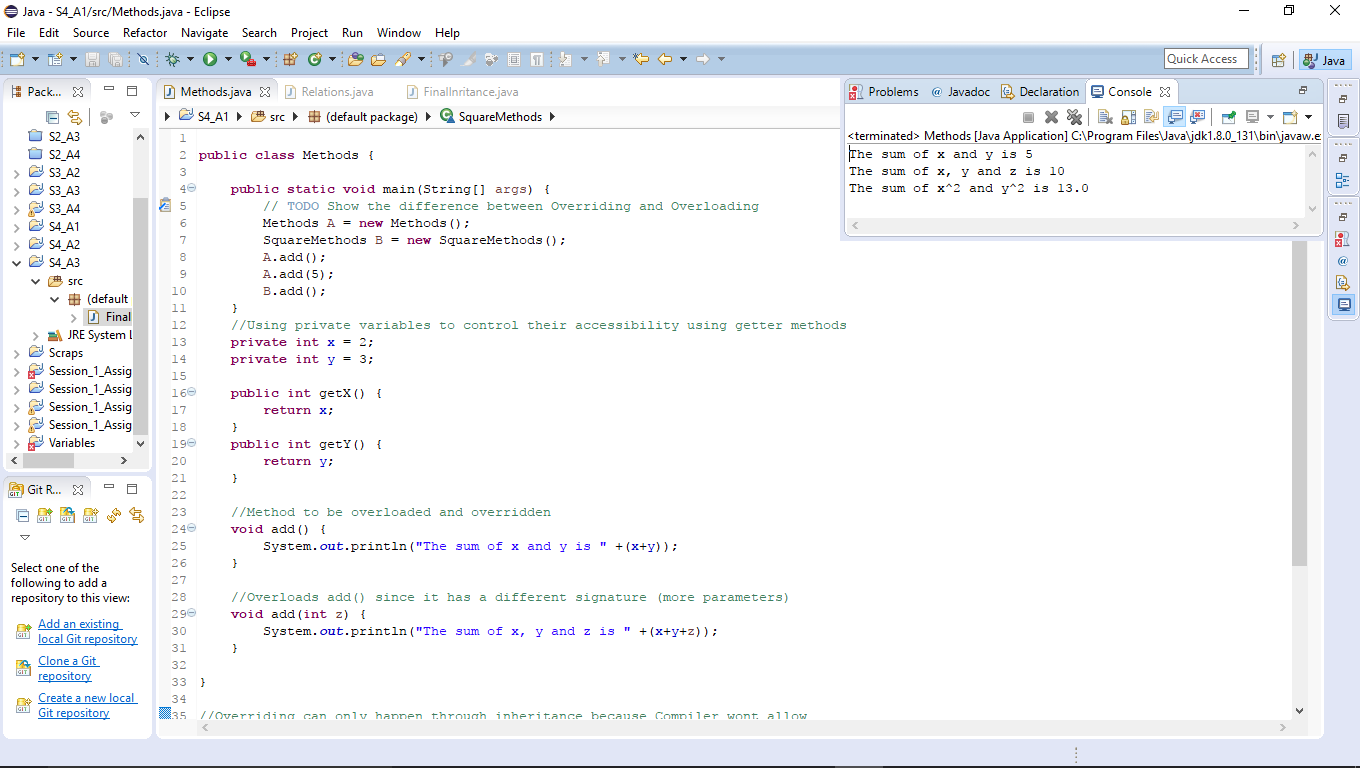 Java - S4_A1/src/Methods.java - Eclipse
File Edit Source Refactor Navigate Search Project Run Window Help
Quick Access
Java
Pack...
S2_A3
S2_A4
S3_A2
S3_A3
S3_A4
S4_A1
S4_A2
S4_A3
src
(default
Final
JRE System L
Scraps
Session_1_Assig
Session_1_Assig
Session_1_Assig
Session_1_Assig
Variables
Git R...
Select one of the
following to add a
repository to this view:
Add an existing
local Git repository
Clone a Git
repository
Create a new local
Git repository
Methods.java Relations.java FinalInritance.java
S4_A1 src (default package) SquareMethods
1
2 public class Methods {
3
4 public static void main(String[] args) {
5 // TODO Show the difference between Overriding and Overloading
6 Methods A = new Methods();
7 SquareMethods B = new SquareMethods();
8 A.add();
9 A.add(5);
10 B.add();
11 }
12 //Using private variables to control their accessibility using getter methods
13 private int x = 2;
14 private int y = 3;
15
16 public int getX() {
17 return x;
18 }
19 public int getY() {
20 return y;
21 }
22
23 //Method to be overloaded and overridden
24 void add() {
25 System.out.println("The sum of x and y is " +(x+y));
26 }
27
28 //Overloads add() since it has a different signature (more parameters)
29 void add(int z) {
30 System.out.println("The sum of x, y and z is " +(x+y+z));
31 }
32
33 }
34
35 //Overriding can only happen through inheritance because Compiler wont allow
Problems @ Javadoc Declaration Console
<terminated> Methods [Java Application] C:\Program Files\Java\jdk1.8.0_131\bin\javaw.ex
The sum of x and y is 5
The sum of x, y and z is 10
The sum of x^2 and y^2 is 13.0